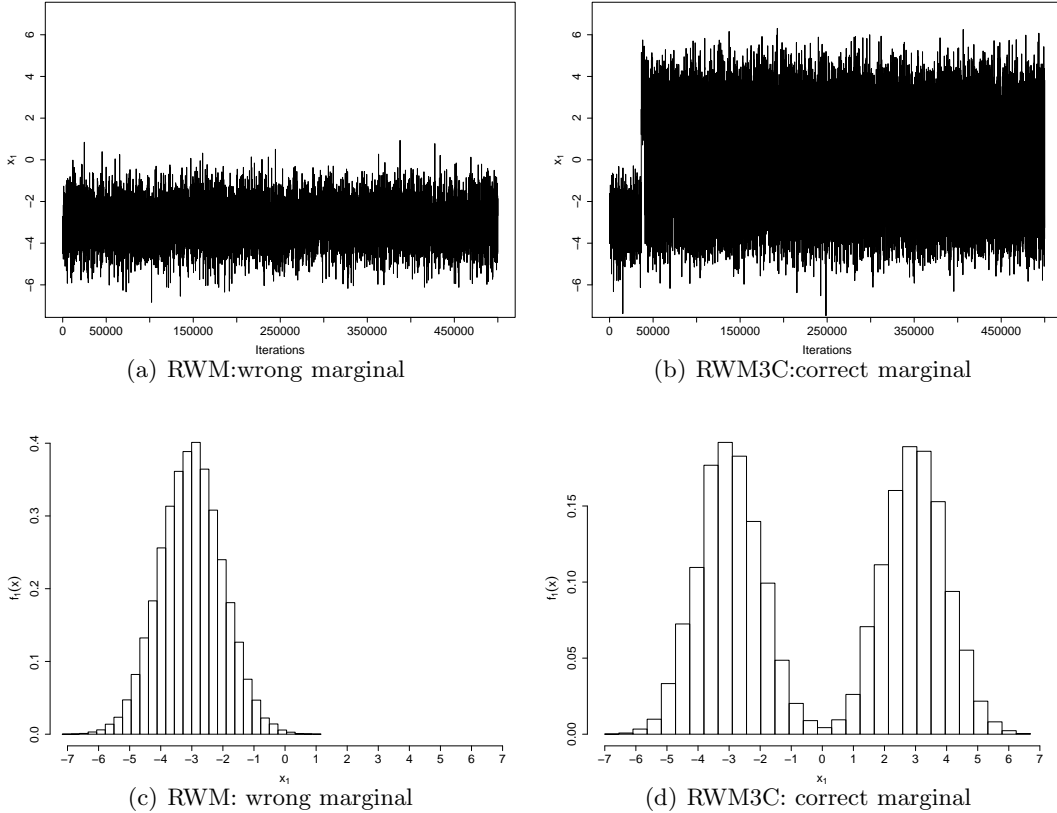 6
4
2
0
−2
−4
−6
x1
0 50000 150000 250000 350000 450000
Iterations
(a) RWM:wrong marginal
6
4
2
0
−2
−4
−6
x1
0 50000 150000 250000 350000 450000
Iterations
(b) RWM3C:correct marginal
0.4
0.3
0.2
0.1
0.0
f1(x)
−7 −6 −5 −4 −3 −2 −1 0 1 2 3 4 5 6 7
x1
(c) RWM: wrong marginal
0.15
0.10
0.05
0.00
f1(x)
−7 −6 −5 −4 −3 −2 −1 0 1 2 3 4 5 6 7
x1
(d) RWM3C: correct marginal